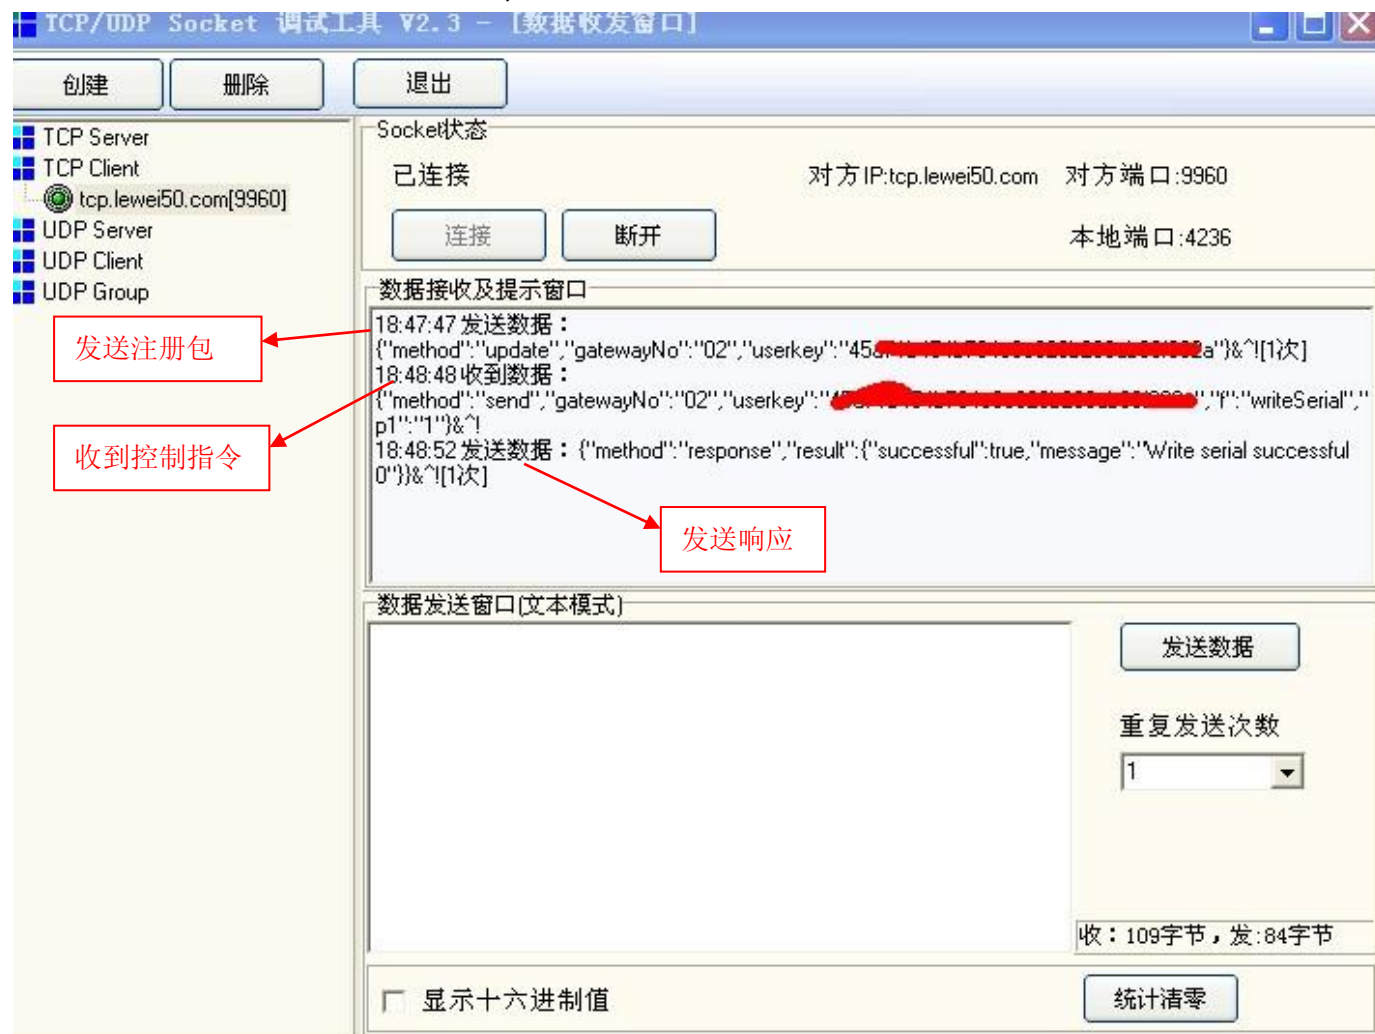 TCP/UDP Socket 调试工具 V2.3 - [数据收发窗口]
创建 删除 退出
TCP Server
TCP Client
tcp.lewei50.com[9960]
UDP Server
UDP Client
UDP Group
Socket状态
已连接 对方IP:tcp.lewei50.com 对方端口:9960
连接 断开 本地端口:4236
数据接收及提示窗口
18:47:47 发送数据：
{"method":"update","gatewayNo":"02","userkey":"45 a"}&^![1次]
18:48:48 收到数据：
{"method":"send","gatewayNo":"02","userkey":" ","f":"writeSerial","
p1":"1"}&^!
18:48:52 发送数据：{"method":"response","result":{"successful":true,"message":"Write serial successful
0"}}&^![1次]
发送注册包
收到控制指令
发送响应
数据发送窗口(文本模式)
发送数据
重复发送次数
1
收：109字节，发:84字节
显示十六进制值 统计清零